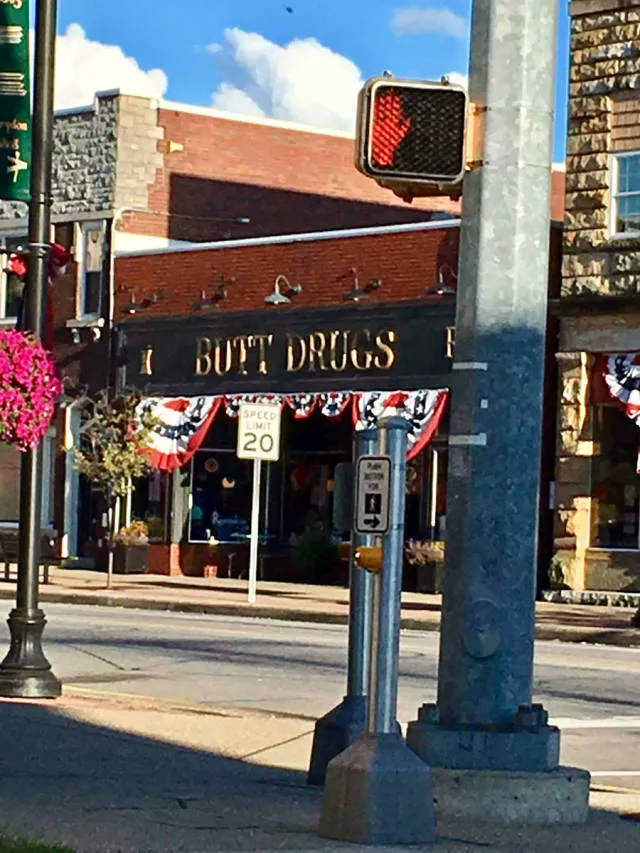 BUTT DRUGS
SPEED
LIMIT
20
PUSH
BUTTON
FOR